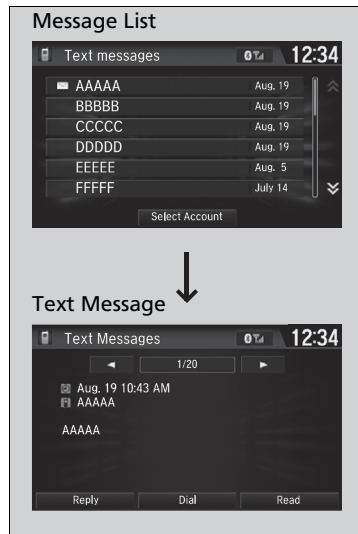 Message List
Text messages 12:34
AAAAA Aug. 19
BBBBB Aug. 19
CCCCC Aug. 19
DDDDD Aug. 19
EEEEE Aug. 5
FFFFF July 14
Select Account
Text Message
Text Messages 12:34
1/20
Aug. 19 10:43 AM
AAAAA
AAAAA
Reply Dial Read